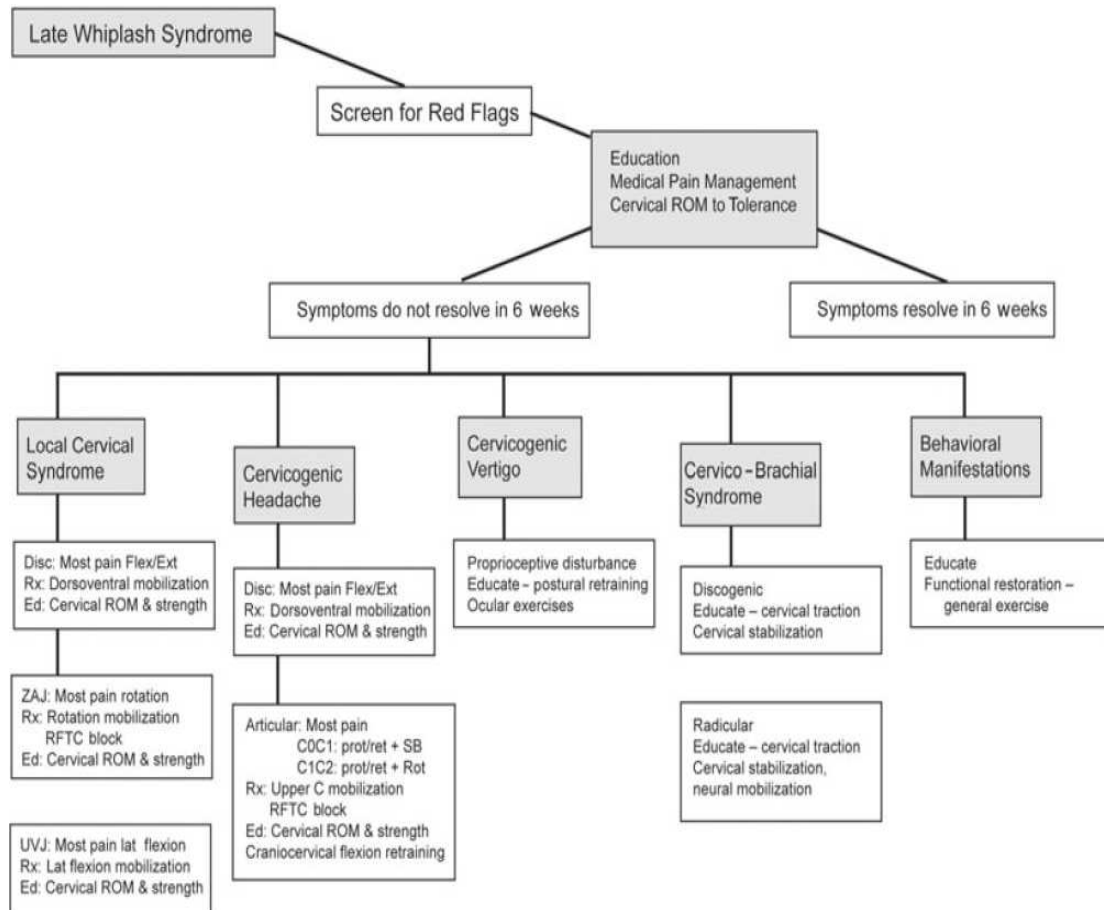 Late Whiplash Syndrome
Screen for Red Flags
Education
Medical Pain Management
Cervical ROM to Tolerance
Symptoms do not resolve in 6 weeks
Symptoms resolve in 6 weeks
Local Cervical
Syndrome
Disc: Most pain Flex/Ext
Rx: Dorsoventral mobilization
Ed: Cervical ROM & strength
ZAJ: Most pain rotation
Rx: Rotation mobilization
RFTC block
Ed: Cervical ROM & strength
UVJ: Most pain lat flexion
Rx: Lat flexion mobilization
Ed: Cervical ROM & strength
Cervicogenic
Headache
Disc: Most pain Flex/Ext
Rx: Dorsoventral mobilization
Ed: Cervical ROM & strength
Articular: Most pain
C0C1: prot/ret + SB
C1C2: prot/ret + Rot
Rx: Upper C mobilization
RFTC block
Ed: Cervical ROM & strength
Craniocervical flexion retraining
Cervicogenic
Vertigo
Proprioceptive disturbance
Educate – postural retraining
Ocular exercises
Cervico – Brachial
Syndrome
Discogenic
Educate – cervical traction
Cervical stabilization
Radicular
Educate – cervical traction
Cervical stabilization,
neural mobilization
Behavioral
Manifestations
Educate
Functional restoration –
general exercise